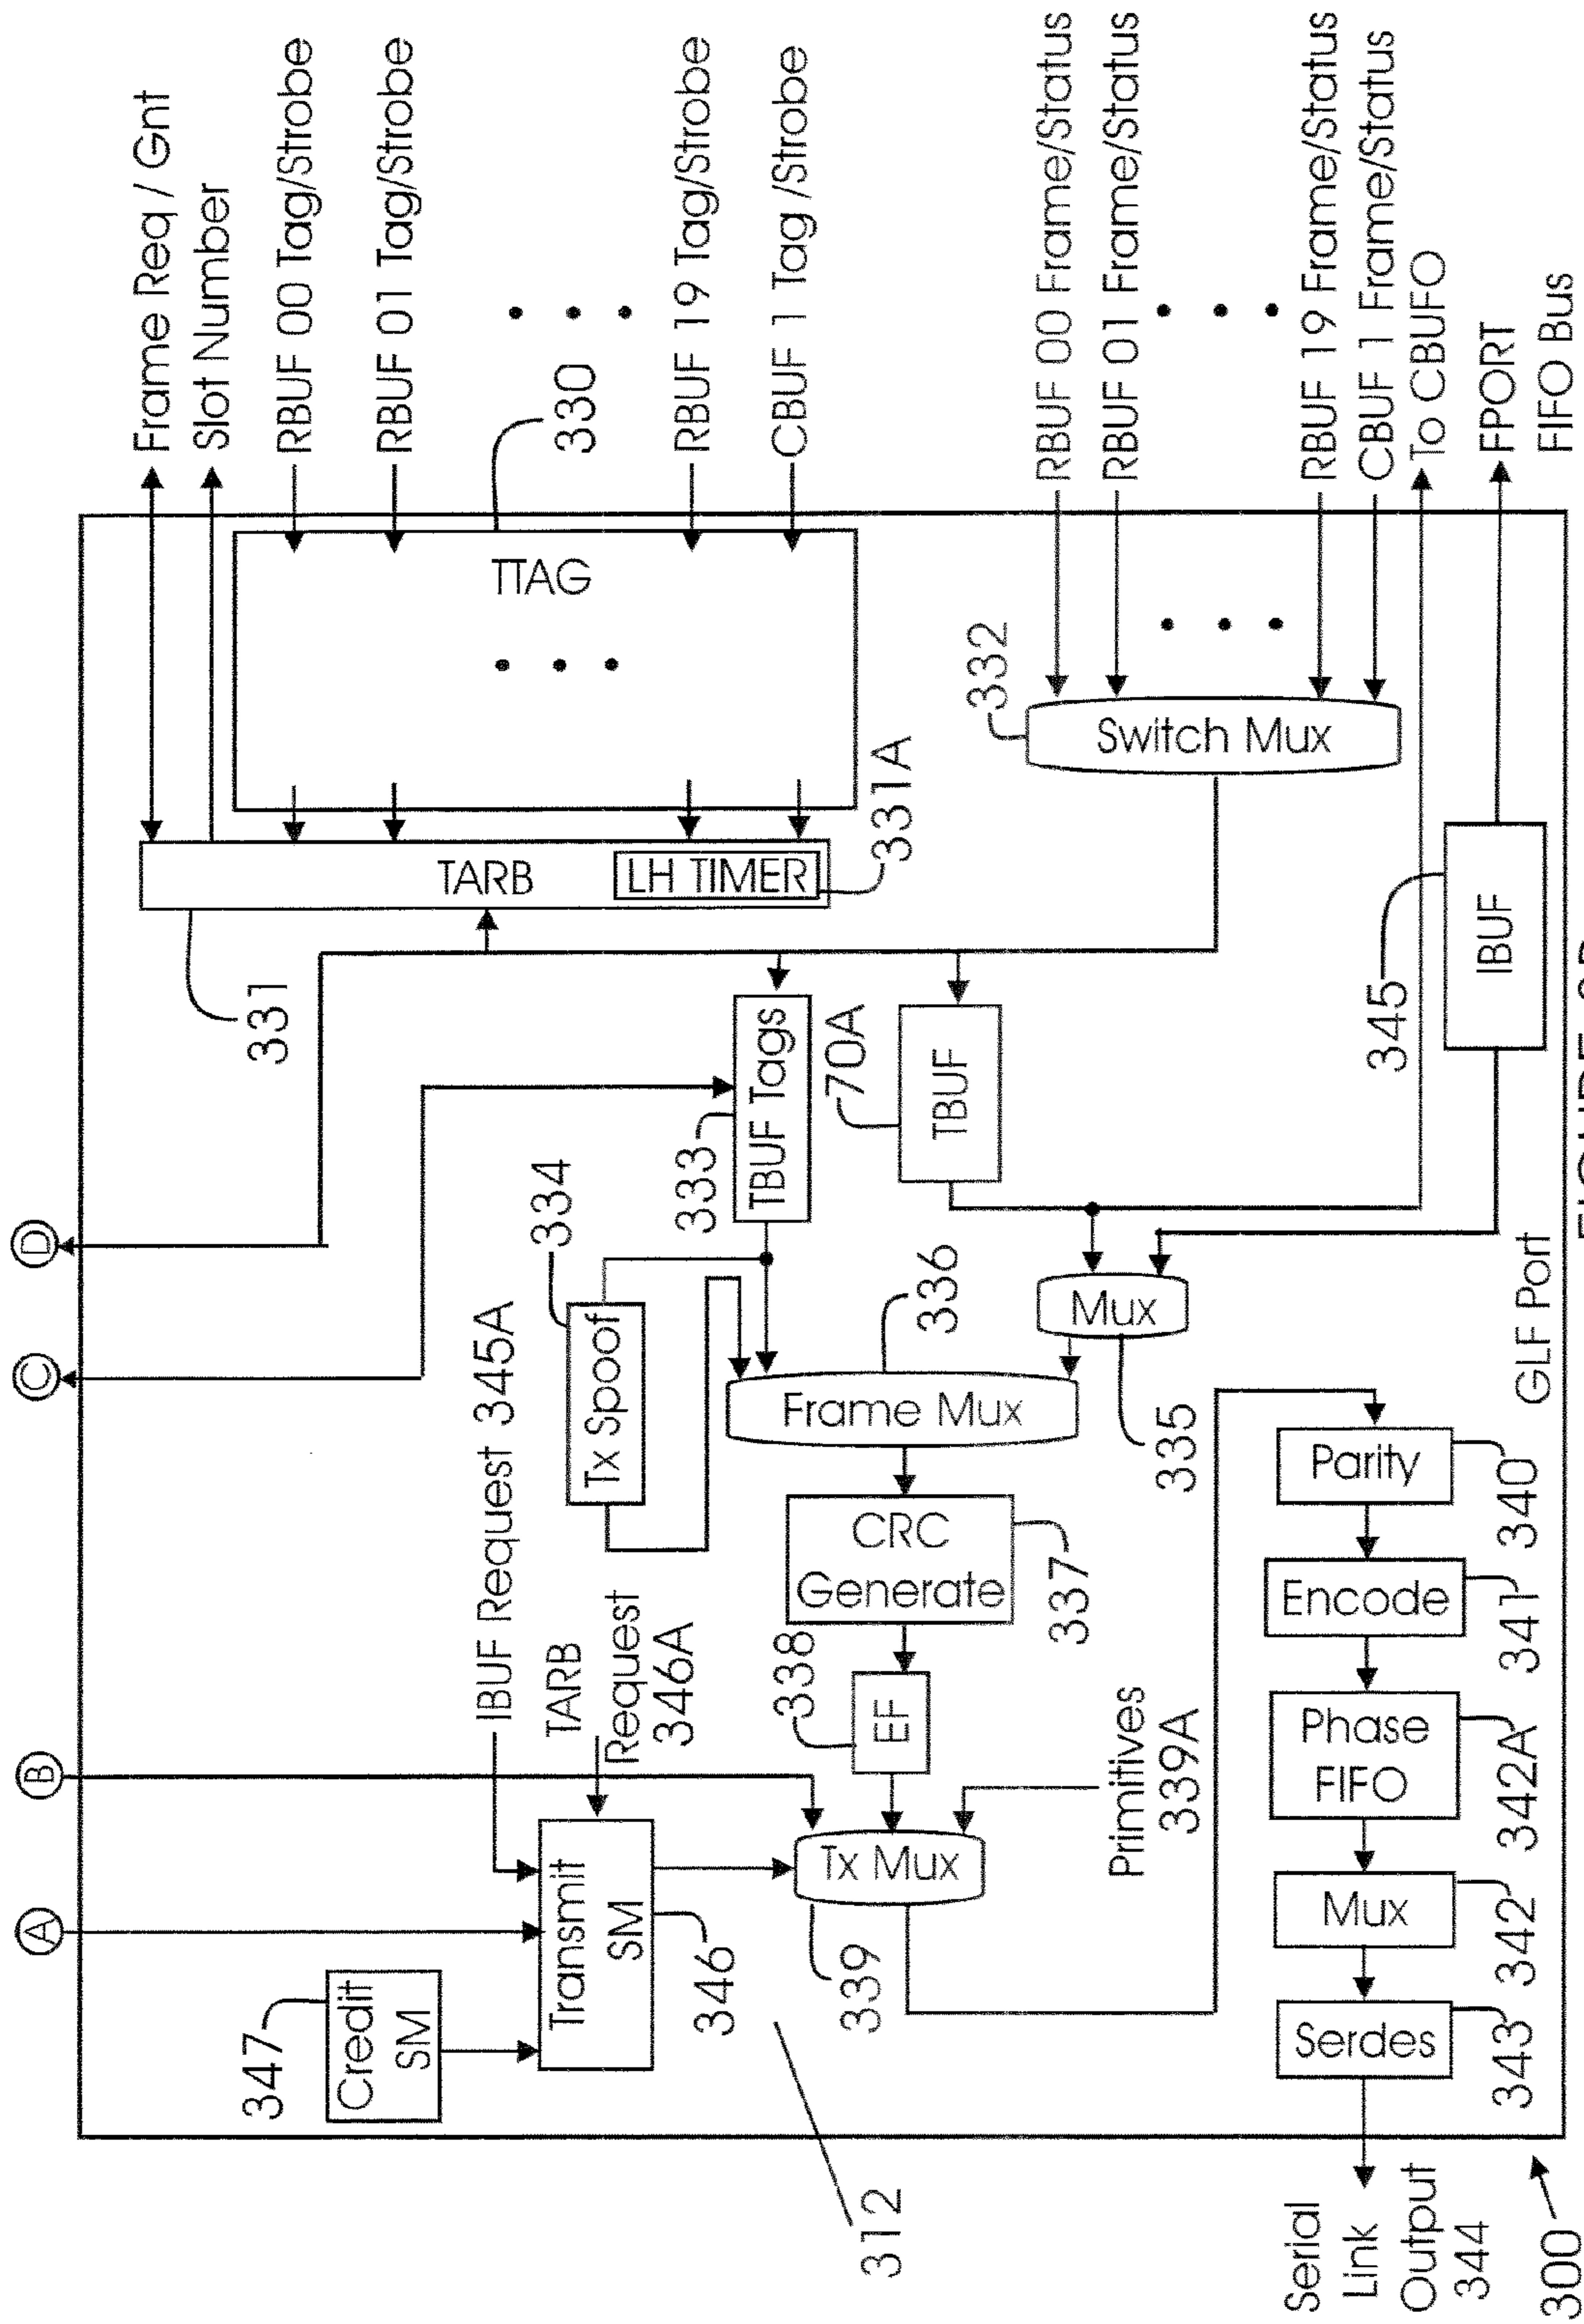 A
B
C
D
347
Credit
SM
Transmit
SM
346
IBUF Request 345A
TARB
Request
346A
334
Tx Spoof
331
TARB
LH TIMER
331A
TTAG
330
Frame Req / Gnt
Slot Number
RBUF 00 Tag/Strobe
RBUF 01 Tag/Strobe
RBUF 19 Tag/Strobe
CBUF 1 Tag /Strobe
333
TBUF Tags
70A
TBUF
332
Switch Mux
RBUF 00 Frame/Status
RBUF 01 Frame/Status
RBUF 19 Frame/Status
CBUF 1 Frame/Status
To CBUFO
FPORT
FIFO Bus
312
339
Tx Mux
338
EF
CRC
Generate
337
Frame Mux
336
Mux
335
Primitives
339A
345
IBUF
Serial
Link
Output
344
Serdes
343
Mux
342
Phase
FIFO
342A
Encode
341
Parity
340
GLF Port
300